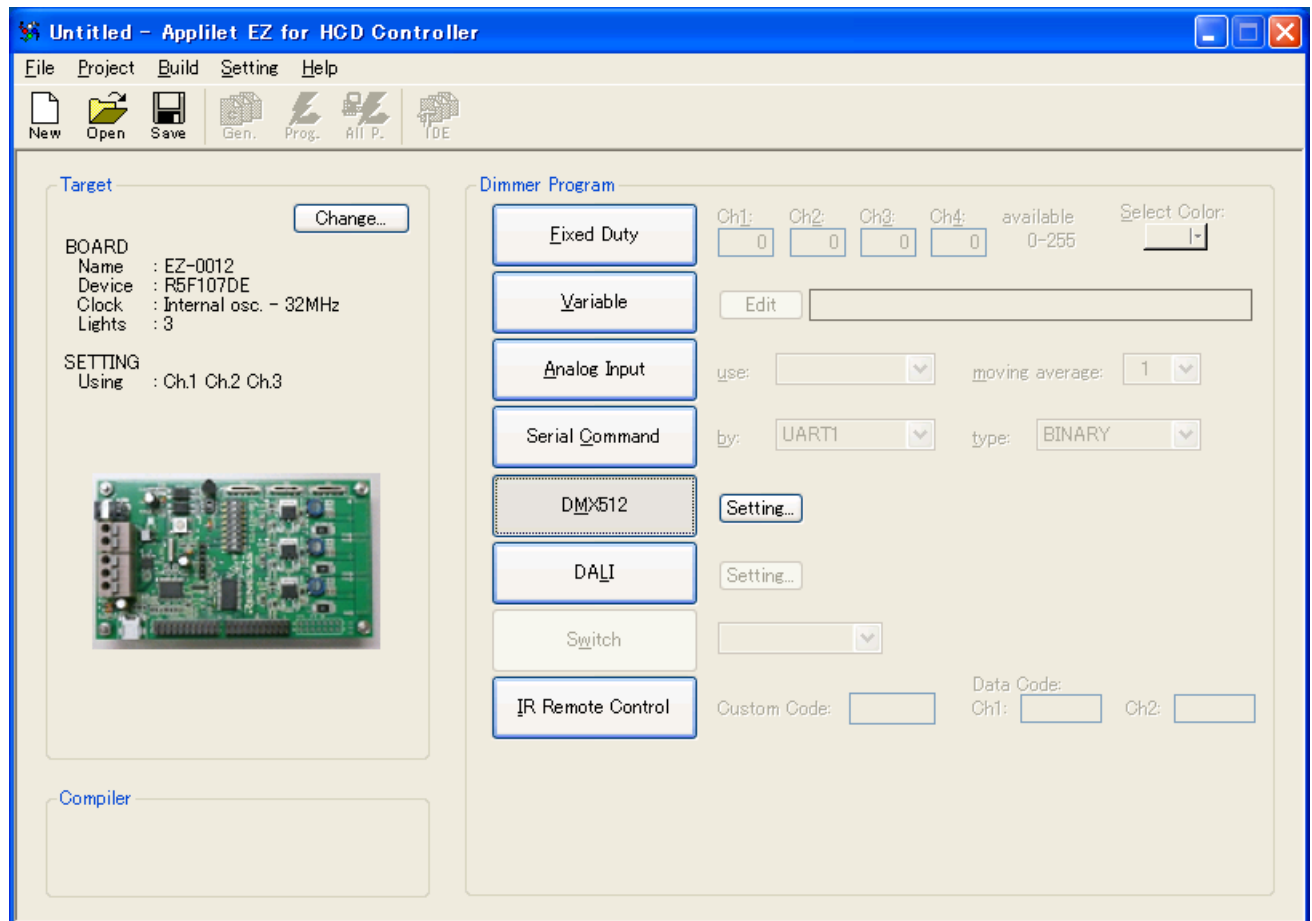 Untitled - Applilet EZ for HCD Controller
File Project Build Setting Help
New Open Save Gen. Prog. All P. IDE
Target
Change...
BOARD
Name : EZ-0012
Device : R5F107DE
Clock : Internal osc. - 32MHz
Lights : 3
SETTING
Using : Ch.1 Ch.2 Ch.3
Compiler
Dimmer Program
Fixed Duty
Ch1: Ch2: Ch3: Ch4: available Select Color:
0 0 0 0 0-255
Variable Edit
Analog Input use: moving average: 1
Serial Command by: UART1 type: BINARY
DMX512 Setting...
DALI Setting...
Switch
IR Remote Control Custom Code:
Data Code:
Ch1: Ch2: